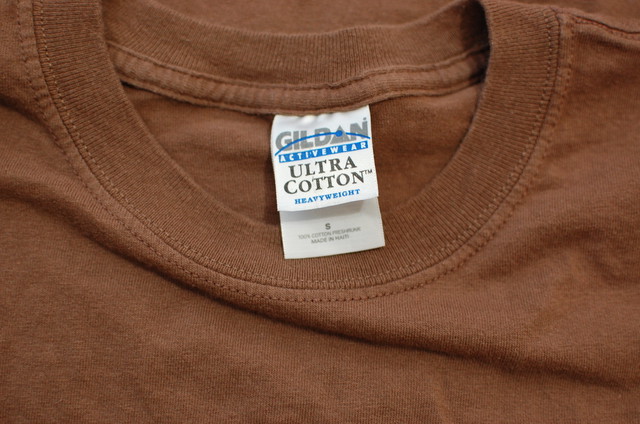 GILDAN
ACTIVEWEAR
ULTRA
COTTON™
HEAVYWEIGHT
S
100% COTTON PRESHRUNK
MADE IN HAITI